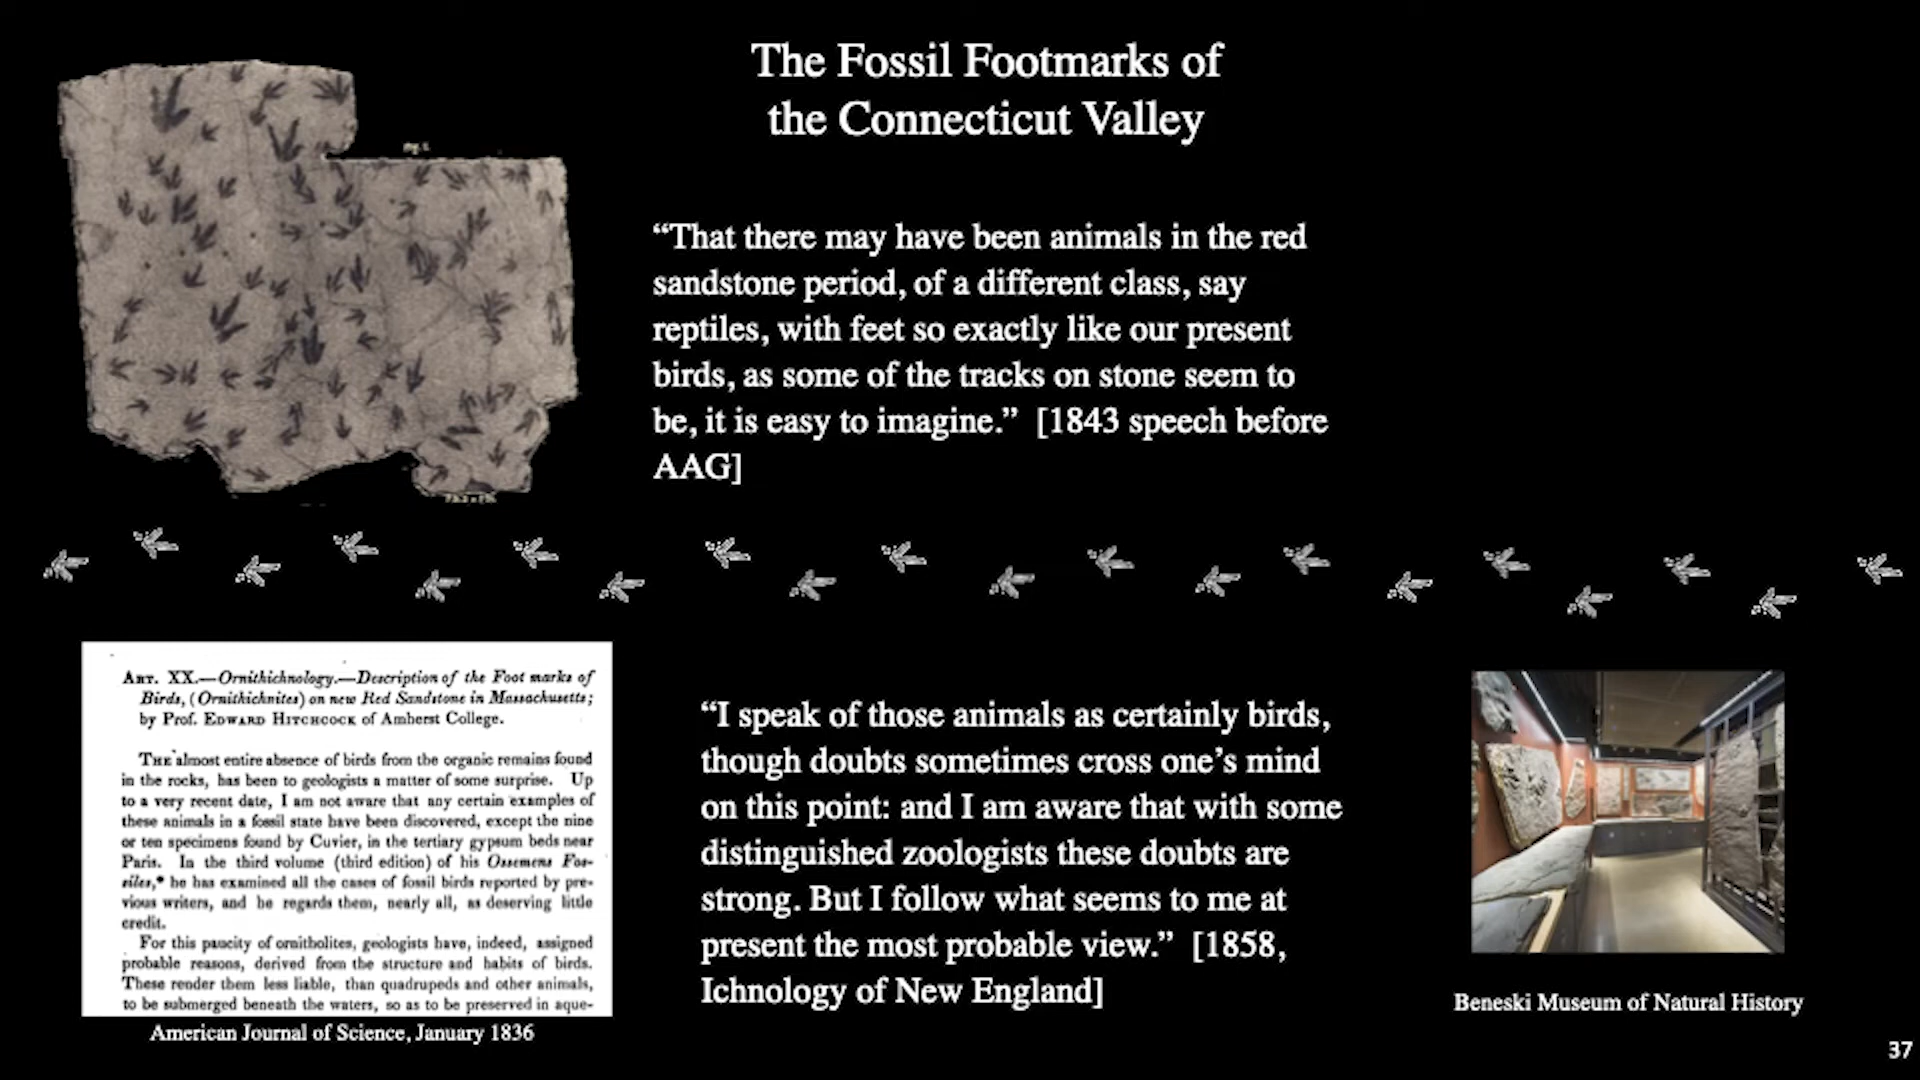 The Fossil Footmarks of
the Connecticut Valley
“That there may have been animals in the red
sandstone period, of a different class, say
reptiles, with feet so exactly like our present
birds, as some of the tracks on stone seem to
be, it is easy to imagine.” [1843 speech before
AAG]
ART. XX.—Ornithichnology.—Description of the Foot marks of
Birds, (Ornithichnites) on new Red Sandstone in Massachusetts;
by Prof. EDWARD HITCHCOCK of Amherst College.
THE almost entire absence of birds from the organic remains found
in the rocks, has been to geologists a matter of some surprise. Up
to a very recent date, I am not aware that any certain examples of
these animals in a fossil state have been discovered, except the nine
or ten specimens found by Cuvier, in the tertiary gypsum beds near
Paris. In the third volume (third edition) of his Ossemens Fos-
siles,* he has examined all the cases of fossil birds reported by pre-
vious writers, and he regards them, nearly all, as deserving little
credit.
For this paucity of ornitholites, geologists have, indeed, assigned
probable reasons, derived from the structure and habits of birds.
These render them less liable, than quadrupeds and other animals,
to be submerged beneath the waters, so as to be preserved in aque-
American Journal of Science, January 1836
“I speak of those animals as certainly birds,
though doubts sometimes cross one’s mind
on this point: and I am aware that with some
distinguished zoologists these doubts are
strong. But I follow what seems to me at
present the most probable view.” [1858,
Ichnology of New England]
Beneski Museum of Natural History
37